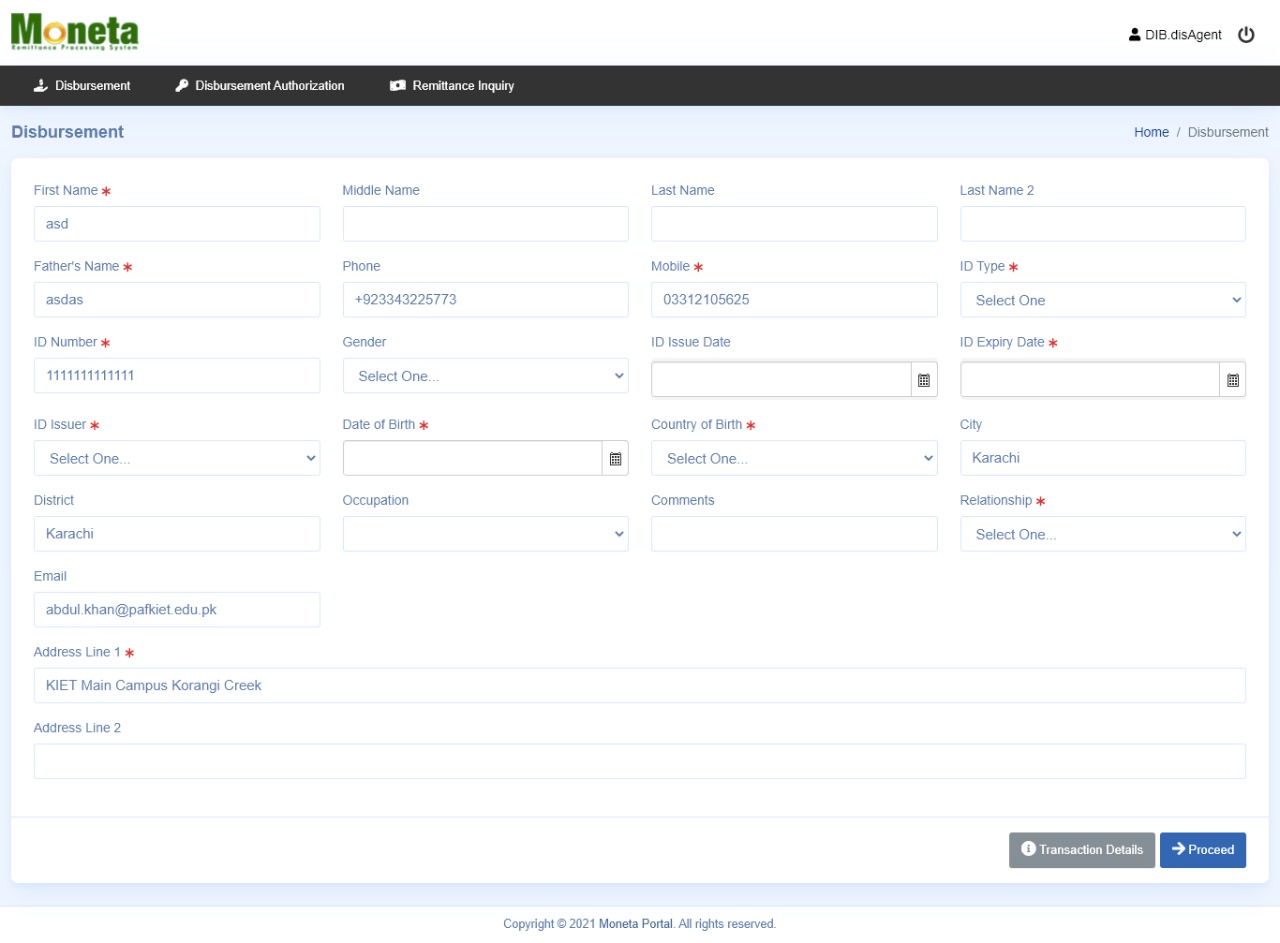 Moneta
Remittance Processing System
DIB.disAgent
Disbursement Disbursement Authorization Remittance Inquiry
Disbursement
Home / Disbursement
First Name * Middle Name Last Name Last Name 2
asd
Father's Name * Phone Mobile * ID Type *
asdas +923343225773 03312105625 Select One
ID Number * Gender ID Issue Date ID Expiry Date *
1111111111111 Select One...
ID Issuer * Date of Birth * Country of Birth * City
Select One... Select One... Karachi
District Occupation Comments Relationship *
Karachi Select One...
Email
abdul.khan@pafkiet.edu.pk
Address Line 1 *
KIET Main Campus Korangi Creek
Address Line 2
Transaction Details Proceed
Copyright © 2021 Moneta Portal. All rights reserved.